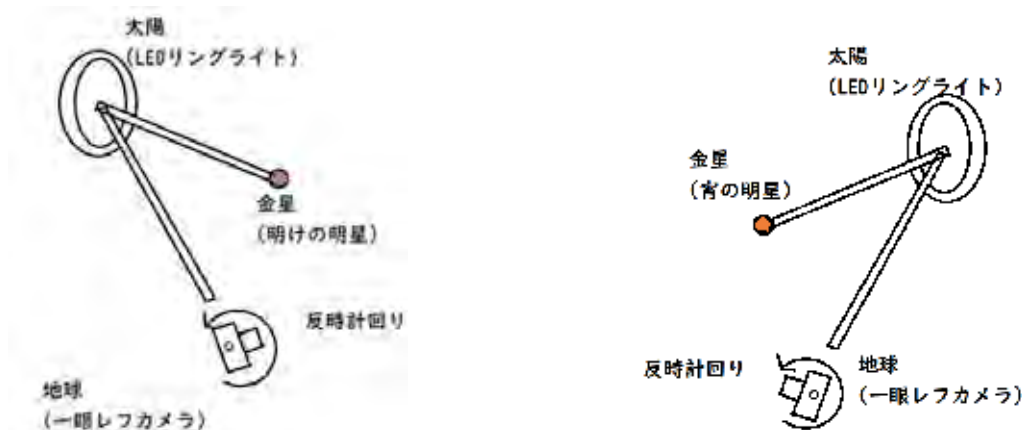 太陽
(LEDリングライト)
金星
(明けの明星)
反時計回り
地球
(一眼レフカメラ)
太陽
(LEDリングライト)
金星
(宵の明星)
反時計回り
地球
(一眼レフカメラ)